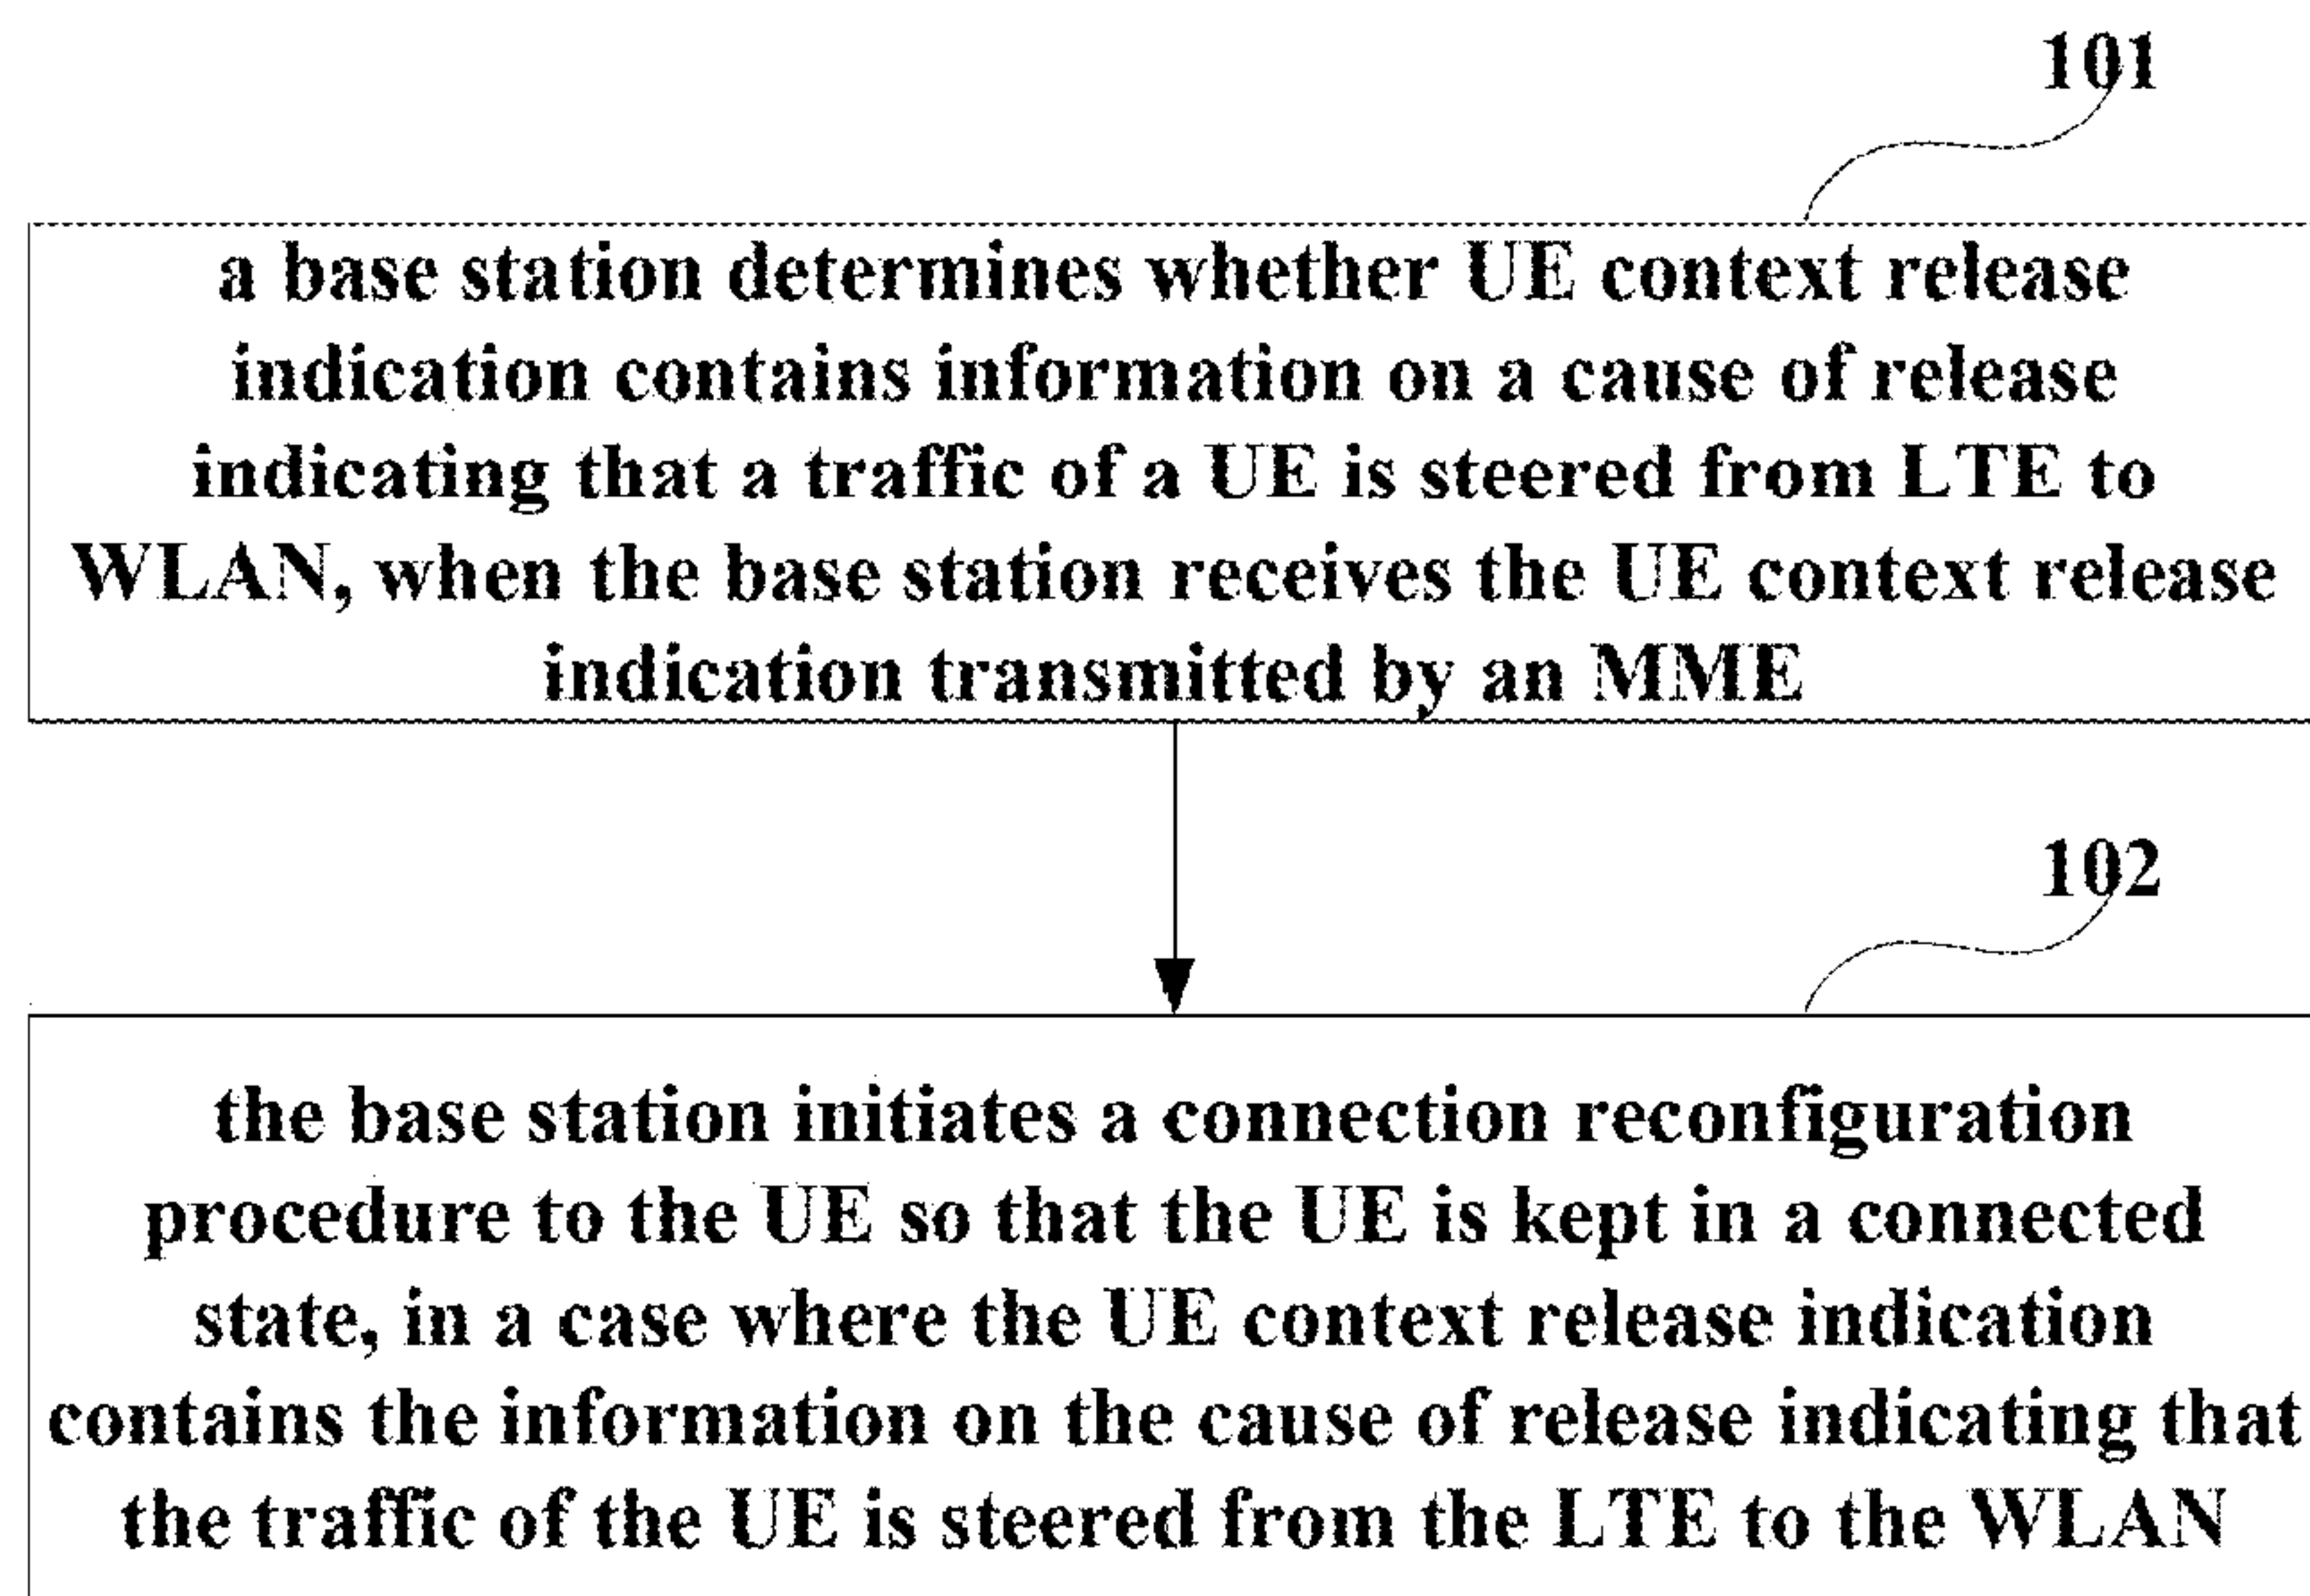 101
a base station determines whether UE context release
indication contains information on a cause of release
indicating that a traffic of a UE is steered from LTE to
WLAN, when the base station receives the UE context release
indication transmitted by an MME
102
the base station initiates a connection reconfiguration
procedure to the UE so that the UE is kept in a connected
state, in a case where the UE context release indication
contains the information on the cause of release indicating that
the traffic of the UE is steered from the LTE to the WLAN